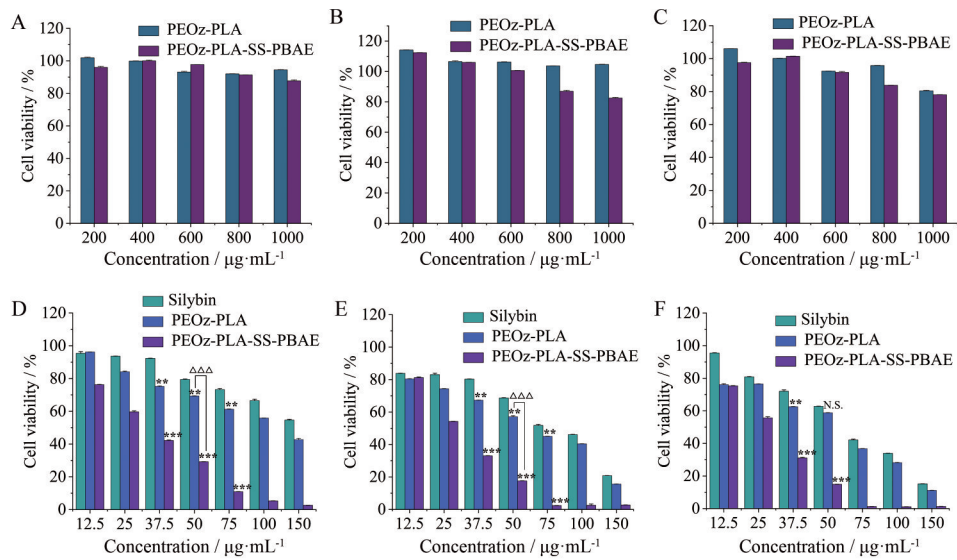 A
PEOz-PLA
PEOz-PLA-SS-PBAE
Cell viability / %
120
100
80
60
40
20
0
200 400 600 800 1000
Concentration / μg·mL-1
B
PEOz-PLA
PEOz-PLA-SS-PBAE
Cell viability / %
140
120
100
80
60
40
20
0
200 400 600 800 1000
Concentration / μg·mL-1
C
PEOz-PLA
PEOz-PLA-SS-PBAE
Cell viability / %
120
100
80
60
40
20
0
200 400 600 800 1000
Concentration / μg·mL-1
D
Silybin
PEOz-PLA
PEOz-PLA-SS-PBAE
Cell viability / %
120
100
80
60
40
20
0
△△△
**
**
**
***
***
***
12.5 25 37.5 50 75 100 150
Concentration / μg·mL-1
E
Silybin
PEOz-PLA
PEOz-PLA-SS-PBAE
Cell viability / %
120
100
80
60
40
20
0
△△△
**
**
**
***
***
***
12.5 25 37.5 50 75 100 150
Concentration / μg·mL-1
F
Silybin
PEOz-PLA
PEOz-PLA-SS-PBAE
Cell viability / %
120
100
80
60
40
20
0
**
N.S.
***
***
12.5 25 37.5 50 75 100 150
Concentration / μg·mL-1